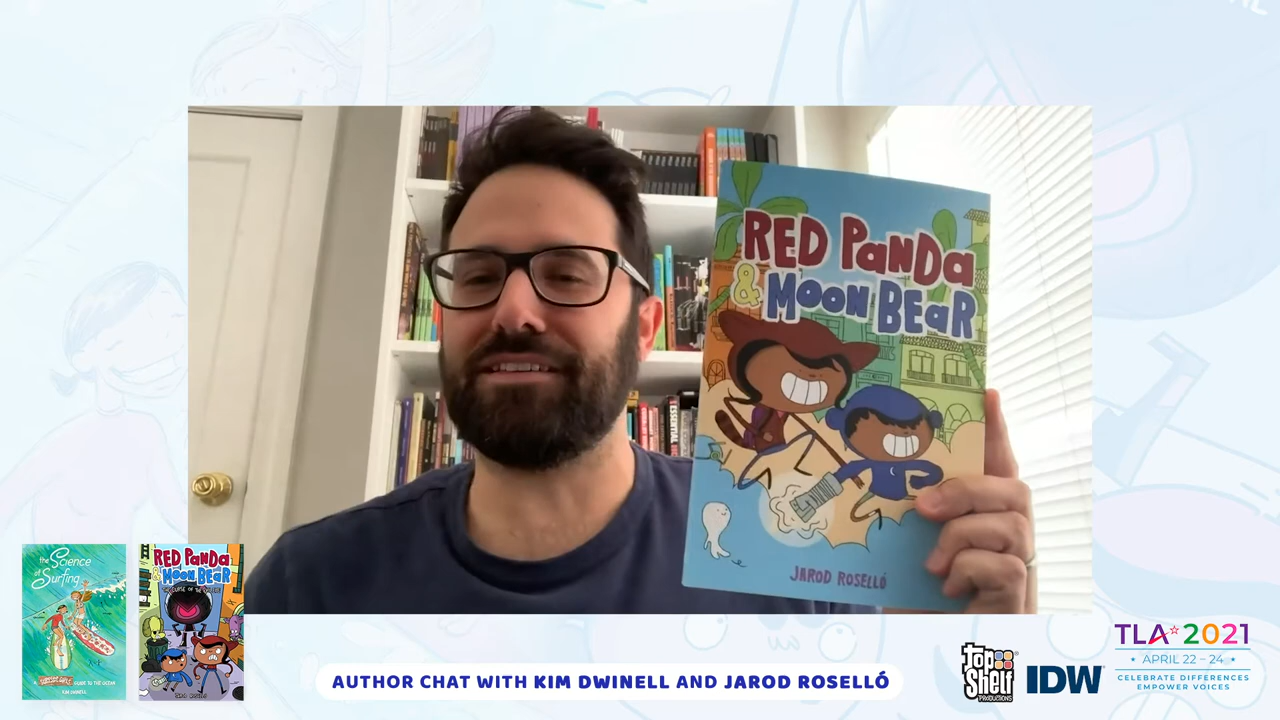 RED PaNDa
& MOON BEaR
JAROD ROSELLÓ
ESSENTIAL
the Science
of Surfing
GUIDE TO THE OCEAN
KIM DWINELL
RED PaNDa
& MOON BEaR
AUTHOR CHAT WITH KIM DWINELL AND JAROD ROSELLÓ
Top
Shelf
PRODUCTIONS
IDW
TLA 2021
APRIL 22 – 24
CELEBRATE DIFFERENCES
EMPOWER VOICES